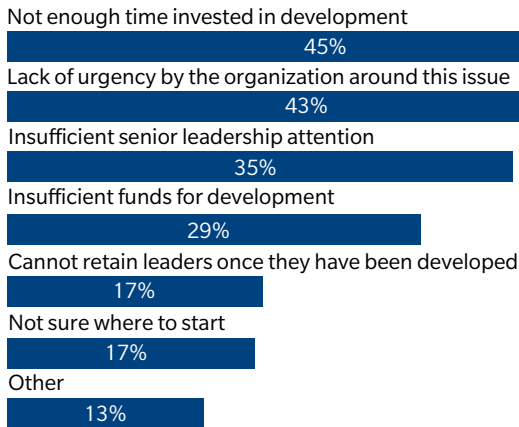 Not enough time invested in development
45%
Lack of urgency by the organization around this issue
43%
Insufficient senior leadership attention
35%
Insufficient funds for development
29%
Cannot retain leaders once they have been developed
17%
Not sure where to start
17%
Other
13%